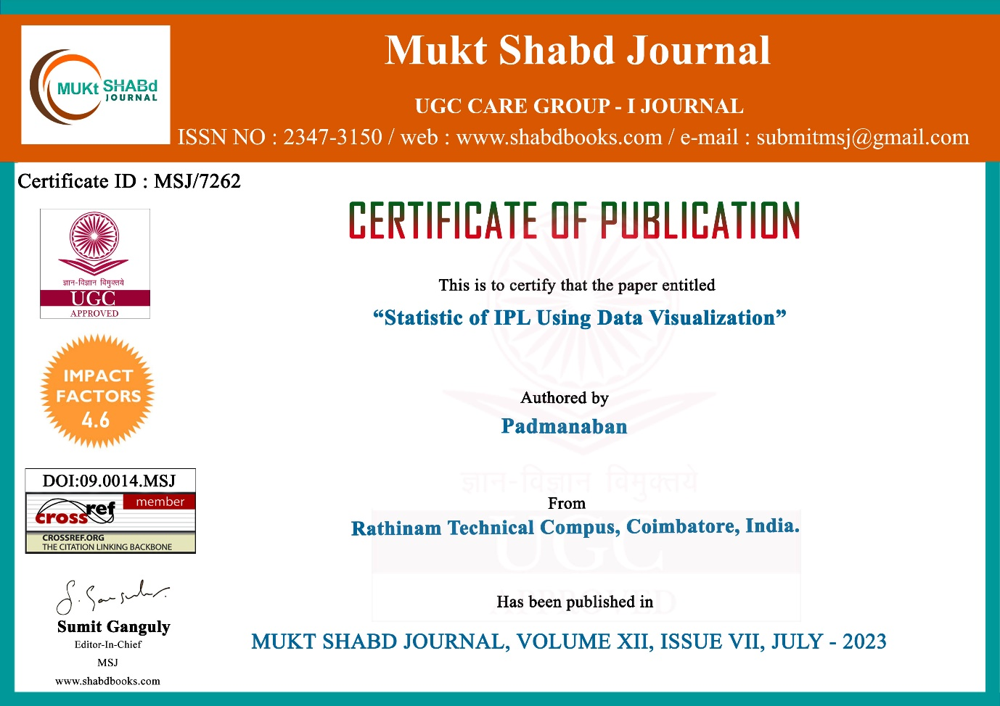 MUKt SHABd
JOURNAL
Mukt Shabd Journal
UGC CARE GROUP - I JOURNAL
ISSN NO : 2347-3150 / web : www.shabdbooks.com / e-mail : submitmsj@gmail.com
Certificate ID : MSJ/7262
ज्ञान-विज्ञान विमुक्तये
UGC
APPROVED
CERTIFICATE OF PUBLICATION
This is to certify that the paper entitled
“Statistic of IPL Using Data Visualization”
IMPACT
FACTORS
4.6
Authored by
Padmanaban
ज्ञान-विज्ञान विमुक्तये
From
Rathinam Technical Compus, Coimbatore, India.
UGC
APPROVED
DOI:09.0014.MSJ
crossref
member
CROSSREF.ORG
THE CITATION LINKING BACKBONE
S. Ganguly
Sumit Ganguly
Editor-In-Chief
MSJ
www.shabdbooks.com
Has been published in
MUKT SHABD JOURNAL, VOLUME XII, ISSUE VII, JULY - 2023